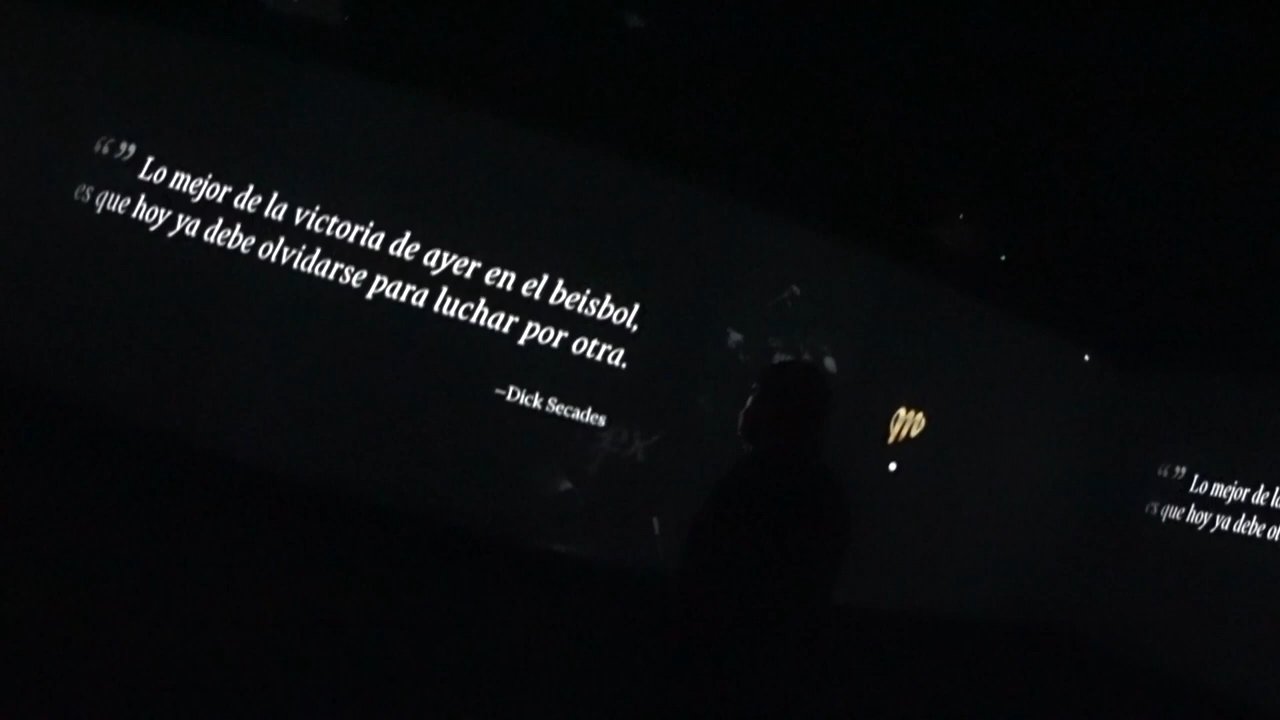 “ ” Lo mejor de la victoria de ayer en el beisbol,
es que hoy ya debe olvidarse para luchar por otra.
–Dick Secades
m
“ ” Lo mejor de l
es que hoy ya debe ol